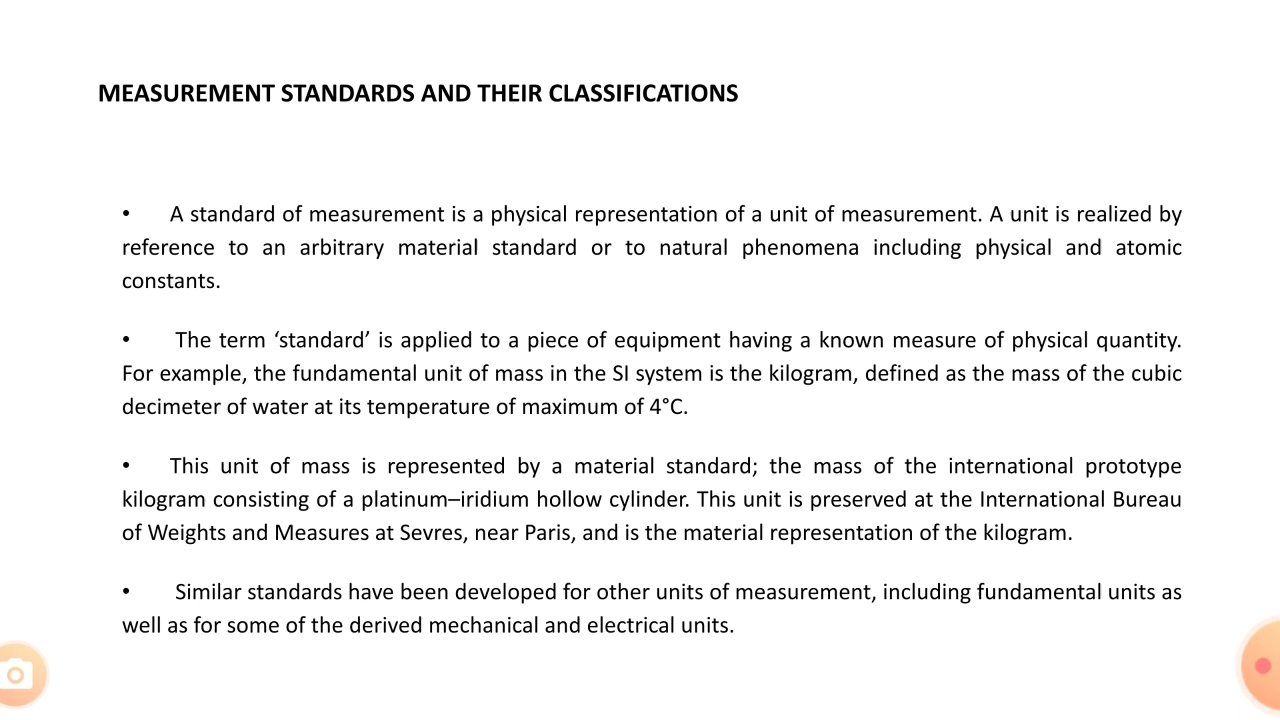 MEASUREMENT STANDARDS AND THEIR CLASSIFICATIONS
• A standard of measurement is a physical representation of a unit of measurement. A unit is realized by
reference to an arbitrary material standard or to natural phenomena including physical and atomic
constants.
• The term ‘standard’ is applied to a piece of equipment having a known measure of physical quantity.
For example, the fundamental unit of mass in the SI system is the kilogram, defined as the mass of the cubic
decimeter of water at its temperature of maximum of 4°C.
• This unit of mass is represented by a material standard; the mass of the international prototype
kilogram consisting of a platinum–iridium hollow cylinder. This unit is preserved at the International Bureau
of Weights and Measures at Sevres, near Paris, and is the material representation of the kilogram.
• Similar standards have been developed for other units of measurement, including fundamental units as
well as for some of the derived mechanical and electrical units.